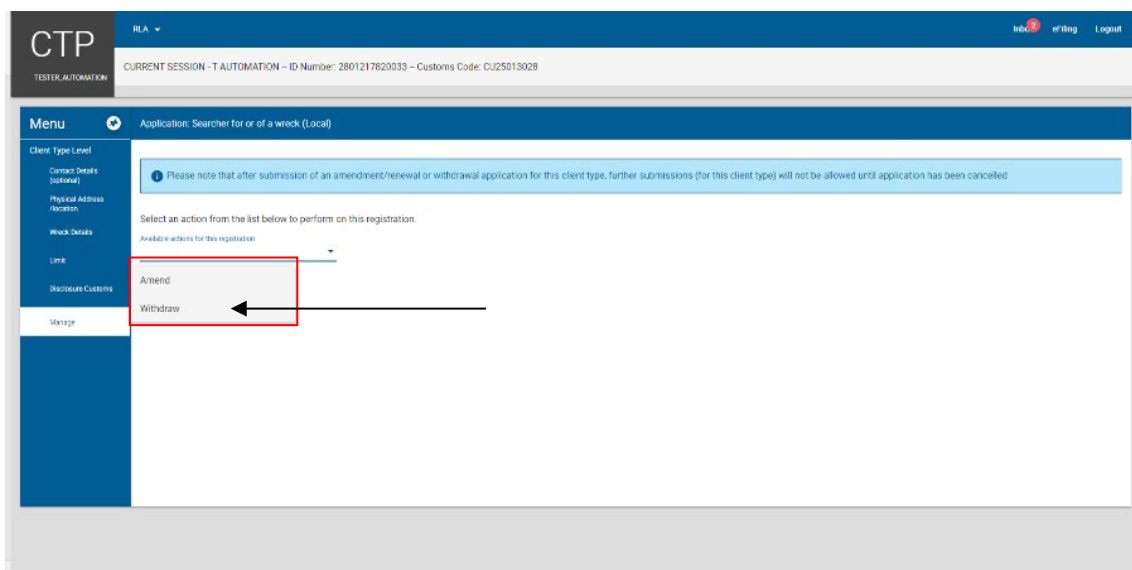 CTP
TESTER_AUTOMATION
RLA
Inbox
2
eFiling
Logout
CURRENT SESSION - T AUTOMATION – ID Number: 2801217820033 – Customs Code: CU25013028
Menu
Application: Searcher for or of a wreck (Local)
Client Type Level
Contact Details
(optional)
Physical Address
/location
Wreck Details
Limit
Disclosure Customs
Manage
Please note that after submission of an amendment/renewal or withdrawal application for this client type, further submissions (for this client type) will not be allowed until application has been cancelled
Select an action from the list below to perform on this registration.
Available actions for this registration
Amend
Withdraw